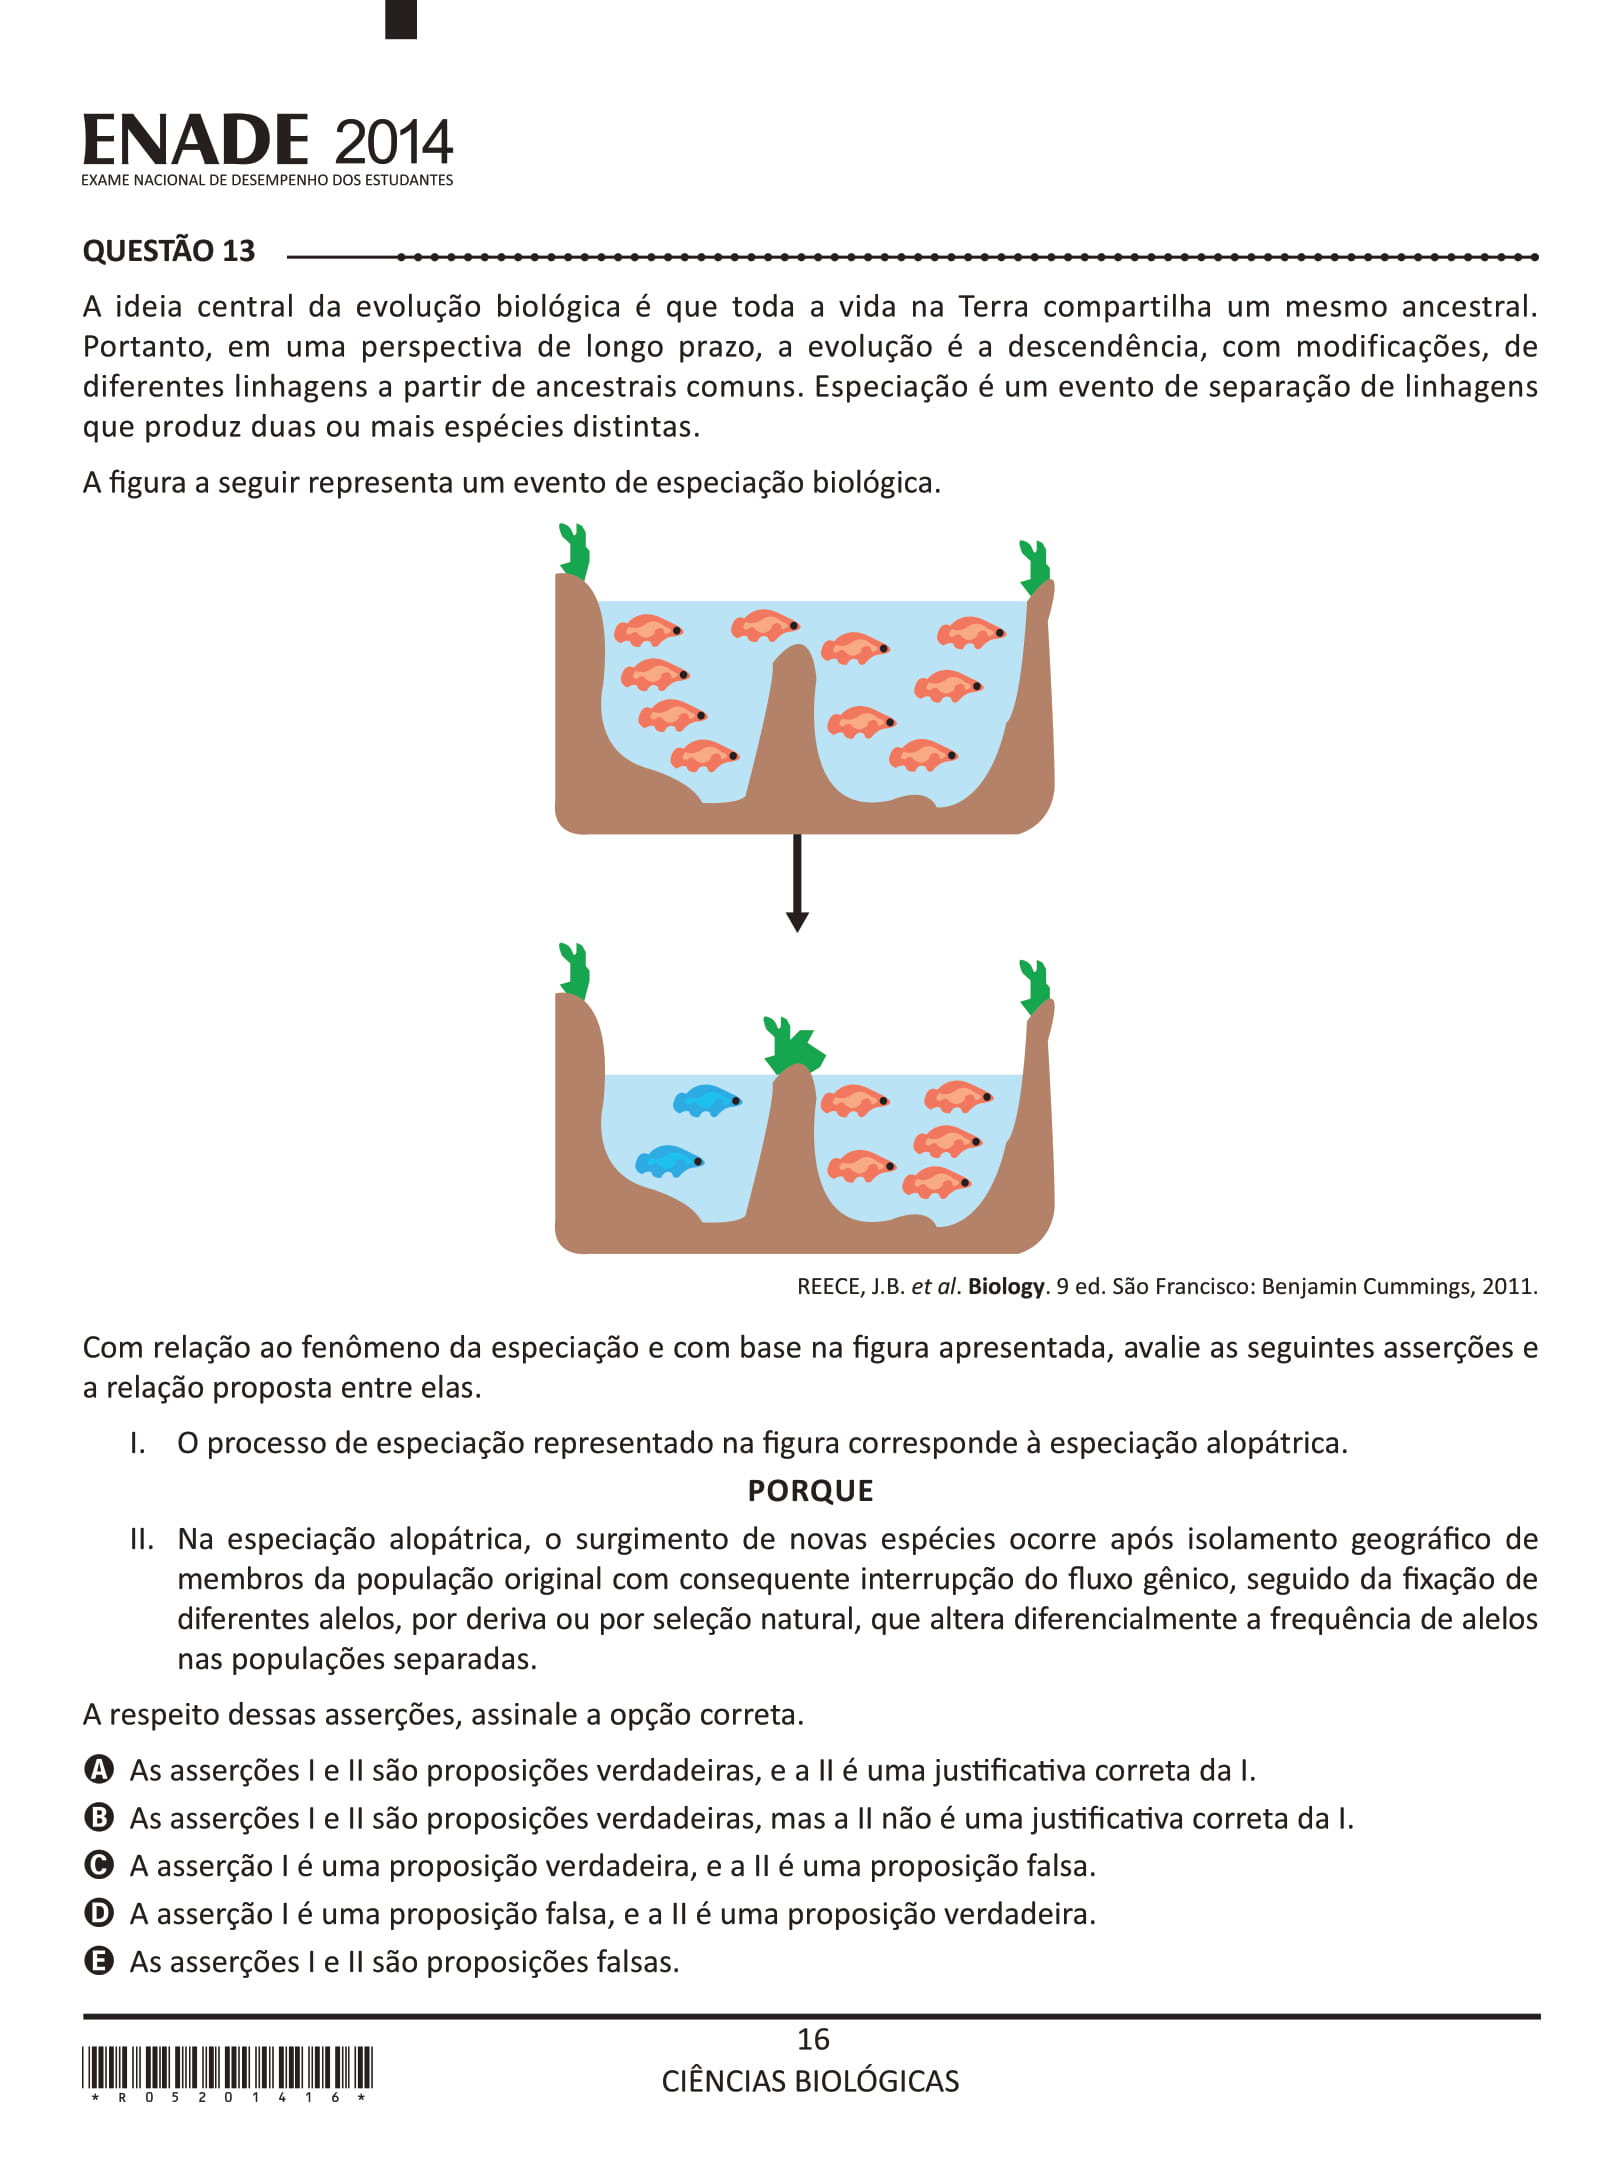 ENADE 2014
EXAME NACIONAL DE DESEMPENHO DOS ESTUDANTES
QUESTÃO 13
A ideia central da evolução biológica é que toda a vida na Terra compartilha um mesmo ancestral.
Portanto, em uma perspectiva de longo prazo, a evolução é a descendência, com modificações, de
diferentes linhagens a partir de ancestrais comuns. Especiação é um evento de separação de linhagens
que produz duas ou mais espécies distintas.
A figura a seguir representa um evento de especiação biológica.
REECE, J.B. et al. Biology. 9 ed. São Francisco: Benjamin Cummings, 2011.
Com relação ao fenômeno da especiação e com base na figura apresentada, avalie as seguintes asserções e
a relação proposta entre elas.
I. O processo de especiação representado na figura corresponde à especiação alopátrica.
PORQUE
II. Na especiação alopátrica, o surgimento de novas espécies ocorre após isolamento geográfico de
membros da população original com consequente interrupção do fluxo gênico, seguido da fixação de
diferentes alelos, por deriva ou por seleção natural, que altera diferencialmente a frequência de alelos
nas populações separadas.
A respeito dessas asserções, assinale a opção correta.
A As asserções I e II são proposições verdadeiras, e a II é uma justificativa correta da I.
B As asserções I e II são proposições verdadeiras, mas a II não é uma justificativa correta da I.
C A asserção I é uma proposição verdadeira, e a II é uma proposição falsa.
D A asserção I é uma proposição falsa, e a II é uma proposição verdadeira.
E As asserções I e II são proposições falsas.
16
CIÊNCIAS BIOLÓGICAS
*R05201416*